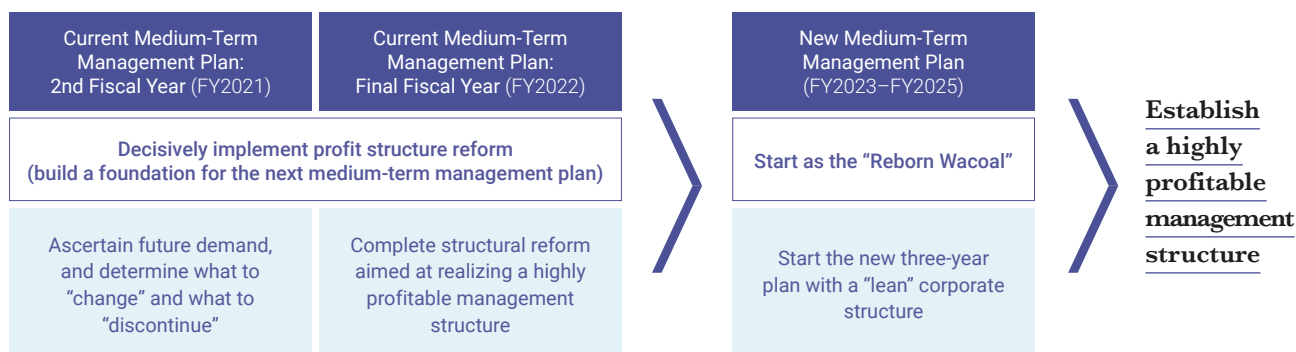 Current Medium-Term
Management Plan:
2nd Fiscal Year (FY2021)
Current Medium-Term
Management Plan:
Final Fiscal Year (FY2022)
Decisively implement profit structure reform
(build a foundation for the next medium-term management plan)
Ascertain future demand,
and determine what to
“change” and what to
“discontinue”
Complete structural reform
aimed at realizing a highly
profitable management
structure
New Medium-Term
Management Plan
(FY2023–FY2025)
Start as the “Reborn Wacoal”
Start the new three-year
plan with a “lean” corporate
structure
Establish
a highly
profitable
management
structure